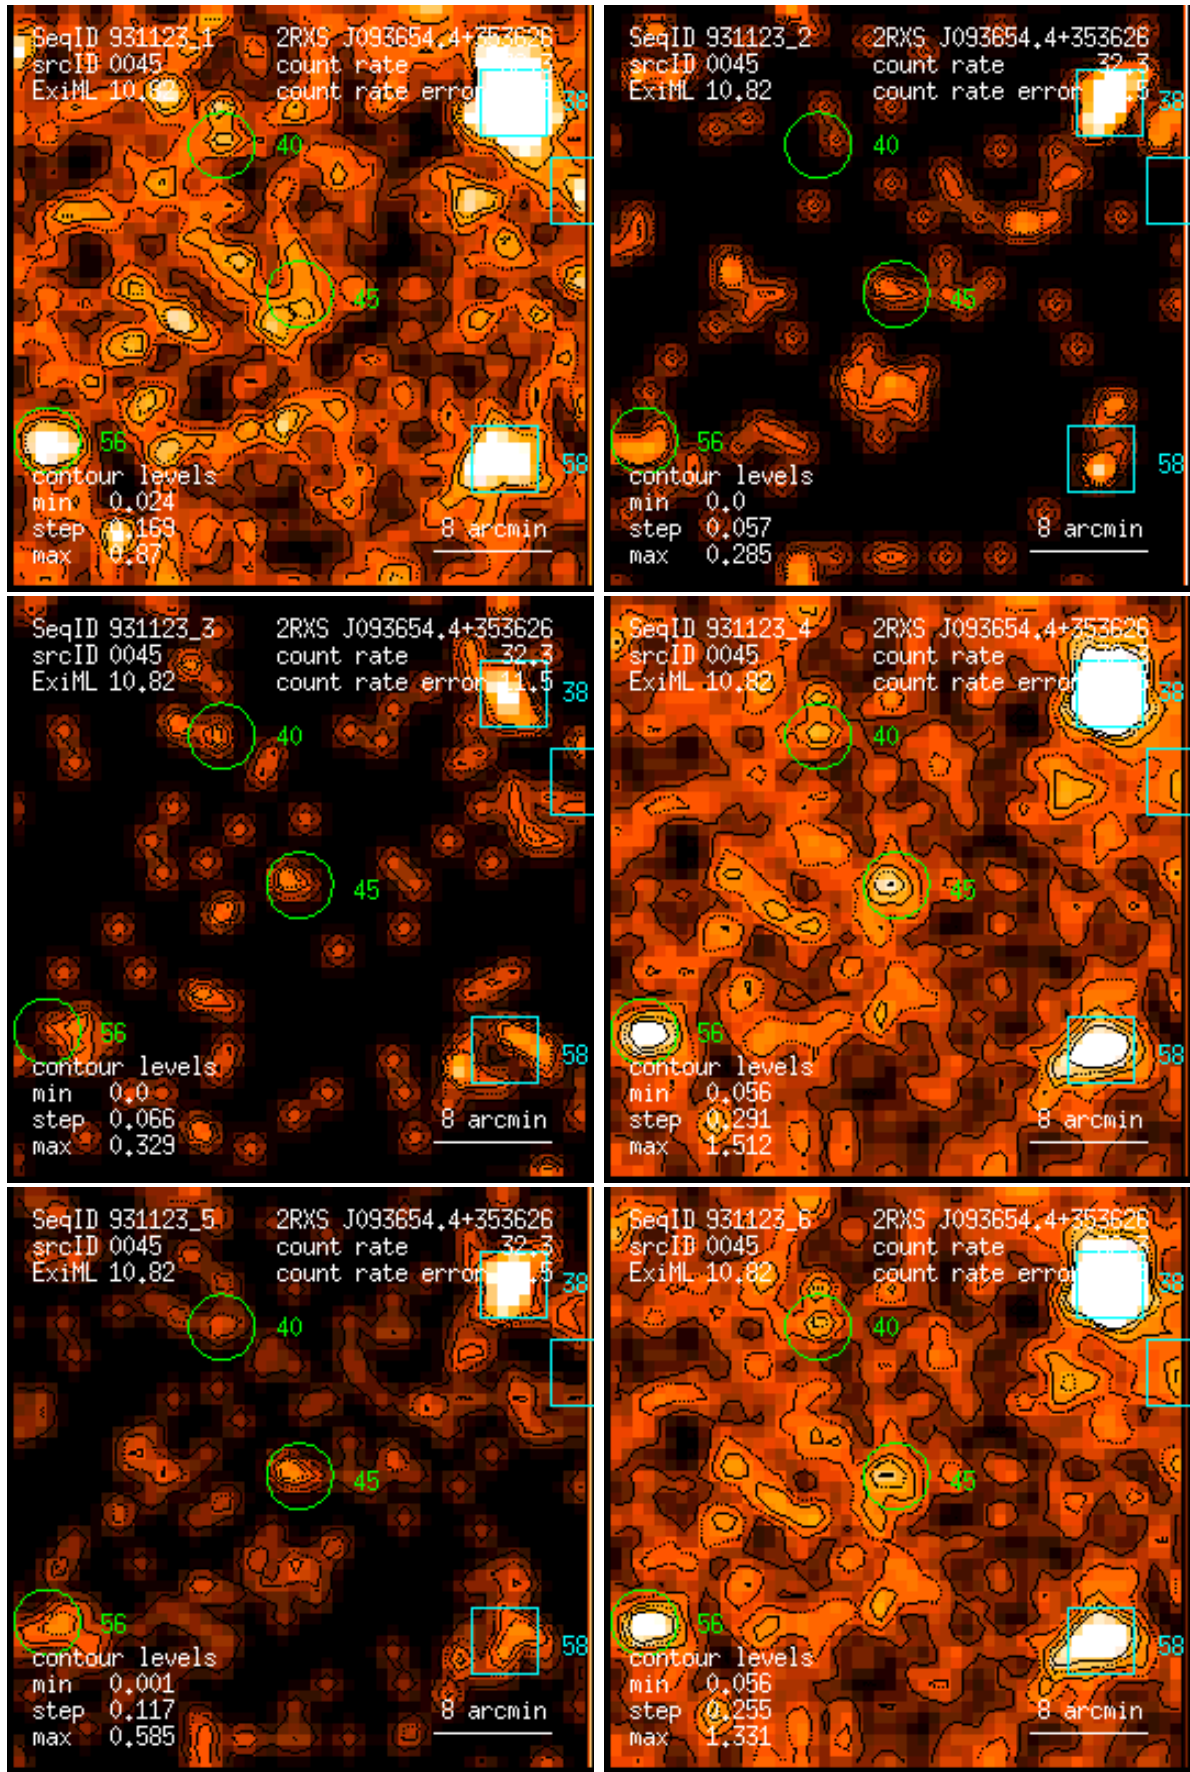 SeqID 931123_1 2RXS J093654.4+353626
srcID 0045 count rate
ExiML 10.82 count rate error
38
40
45
56
58
contour levels
min 0.024
step 0.169
max 0.87
8 arcmin
SeqID 931123_2 2RXS J093654.4+353626
srcID 0045 count rate 32.3
ExiML 10.82 count rate error
38
40
45
56
58
contour levels
min 0.0
step 0.057
max 0.285
8 arcmin
SeqID 931123_3 2RXS J093654.4+353626
srcID 0045 count rate 32.3
ExiML 10.82 count rate error 11.5
38
40
45
56
58
contour levels
min 0.0
step 0.066
max 0.329
8 arcmin
SeqID 931123_4 2RXS J093654.4+353626
srcID 0045 count rate
ExiML 10.82 count rate error
38
40
45
56
58
contour levels
min 0.056
step 0.291
max 1.512
8 arcmin
SeqID 931123_5 2RXS J093654.4+353626
srcID 0045 count rate 32.3
ExiML 10.82 count rate error
38
40
45
56
58
contour levels
min 0.001
step 0.117
max 0.585
8 arcmin
SeqID 931123_6 2RXS J093654.4+353626
srcID 0045 count rate
ExiML 10.82 count rate error
38
40
45
56
58
contour levels
min 0.056
step 0.255
max 1.331
8 arcmin